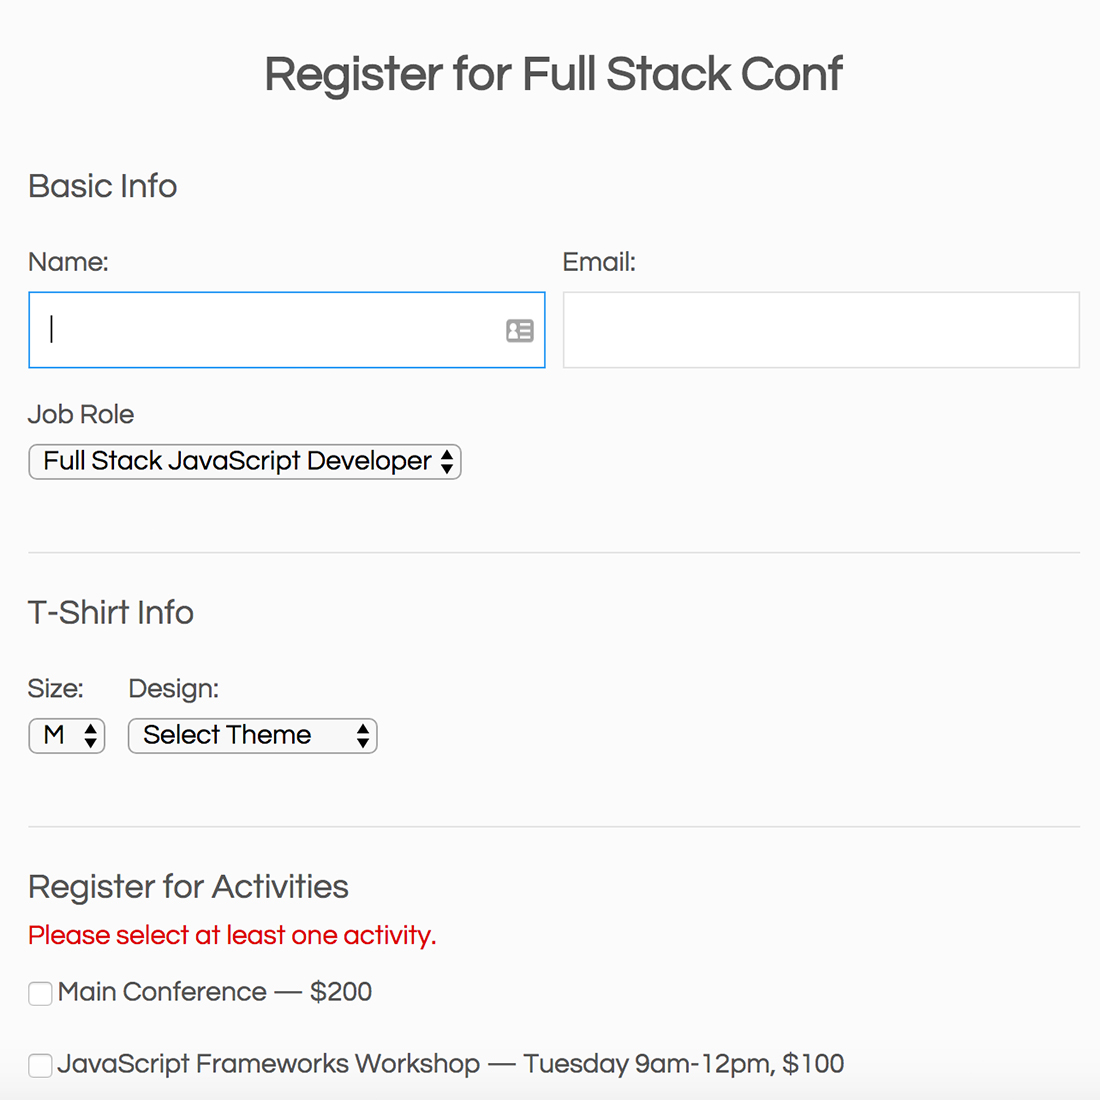 Register for Full Stack Conf
Basic Info
Name: Email:
Job Role
Full Stack JavaScript Developer
T-Shirt Info
Size: Design:
M Select Theme
Register for Activities
Please select at least one activity.
Main Conference — $200
JavaScript Frameworks Workshop — Tuesday 9am-12pm, $100